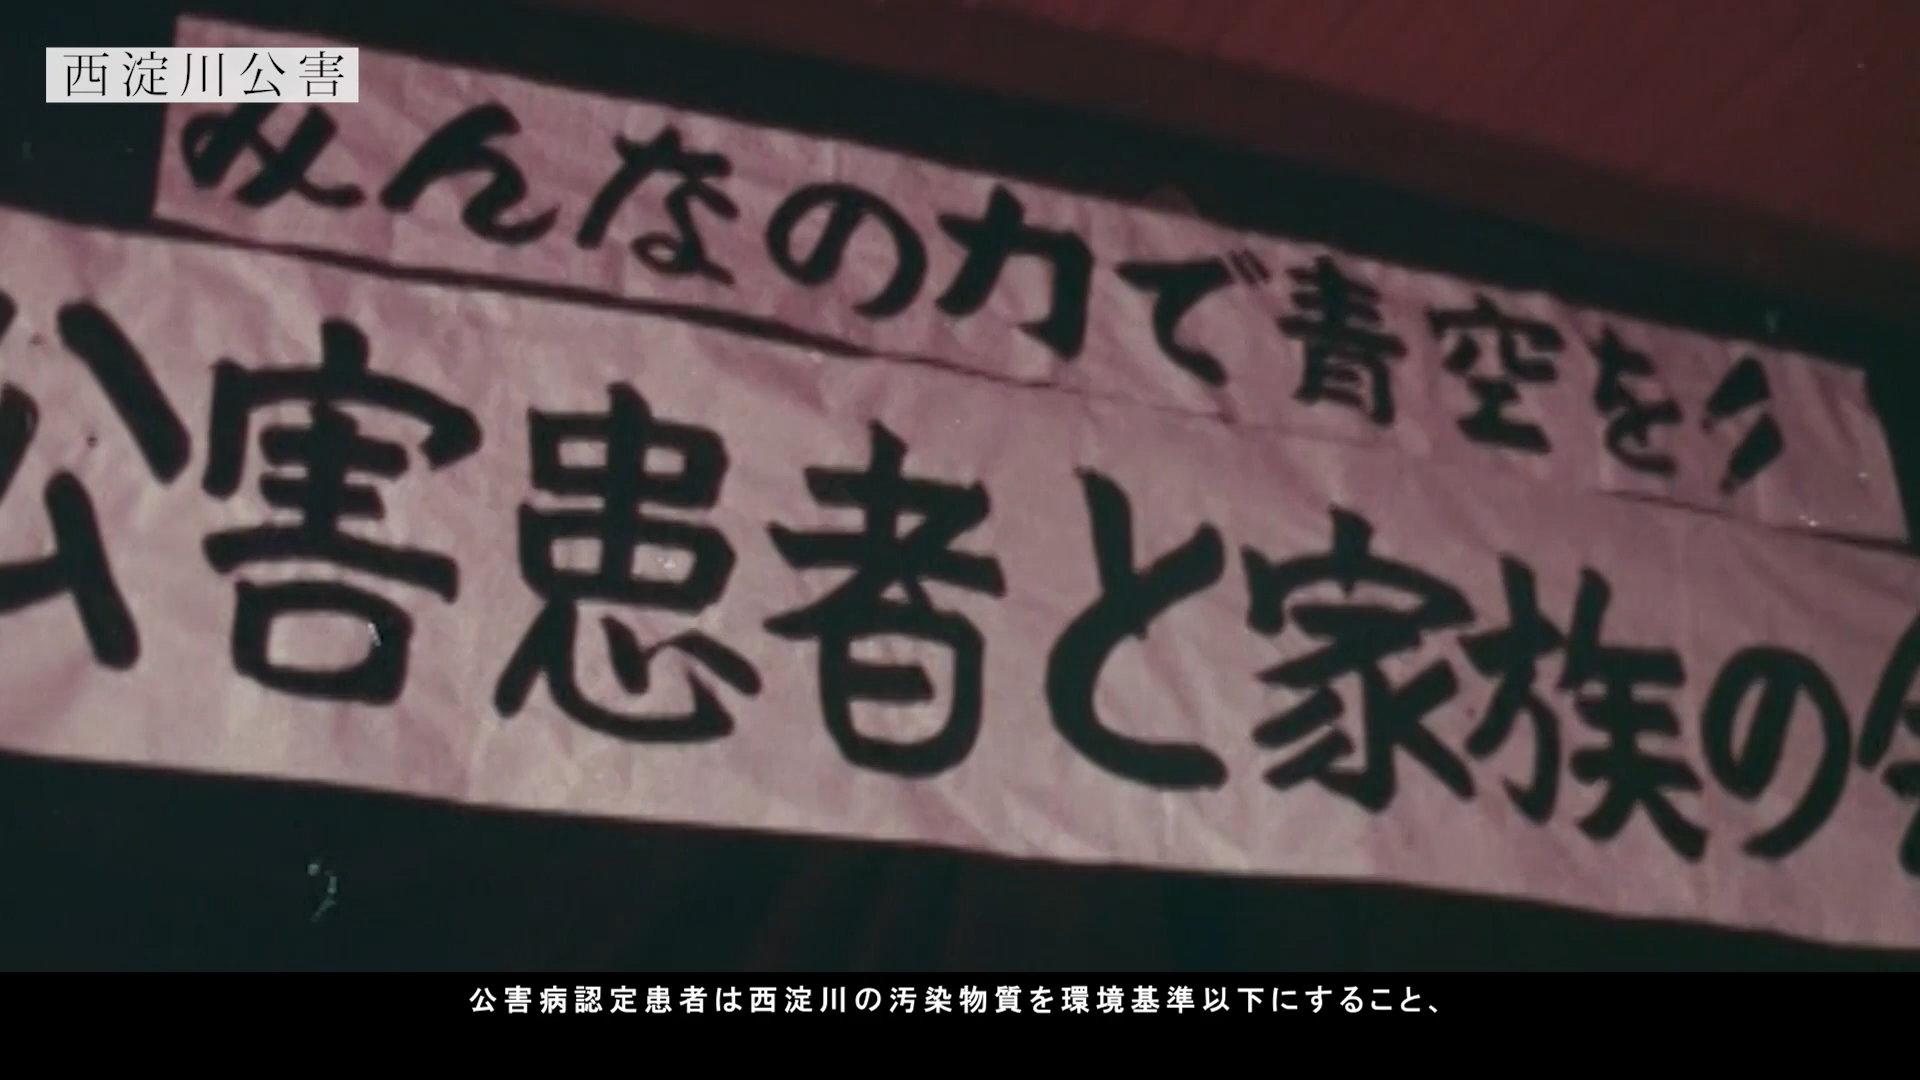 西淀川公害
みんなの力で青空を!
公害患者と家族の会
公害病認定患者は西淀川の汚染物質を環境基準以下にすること、